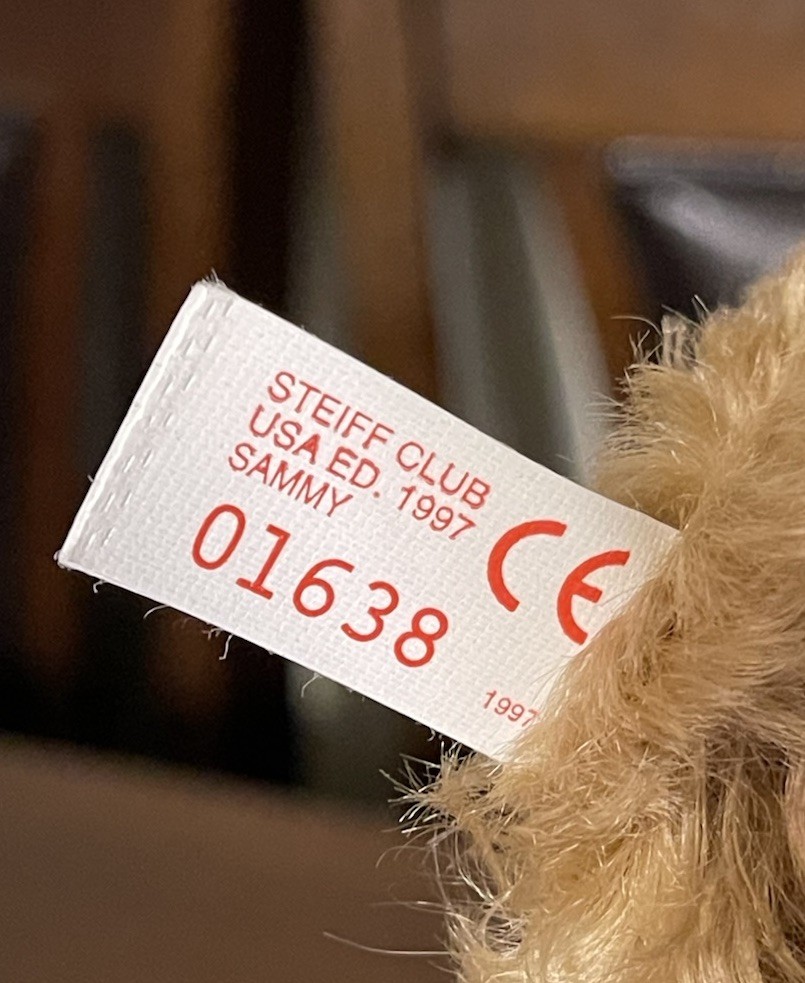 STEIFF CLUB
USA ED. 1997
SAMMY
01638
CE
1997